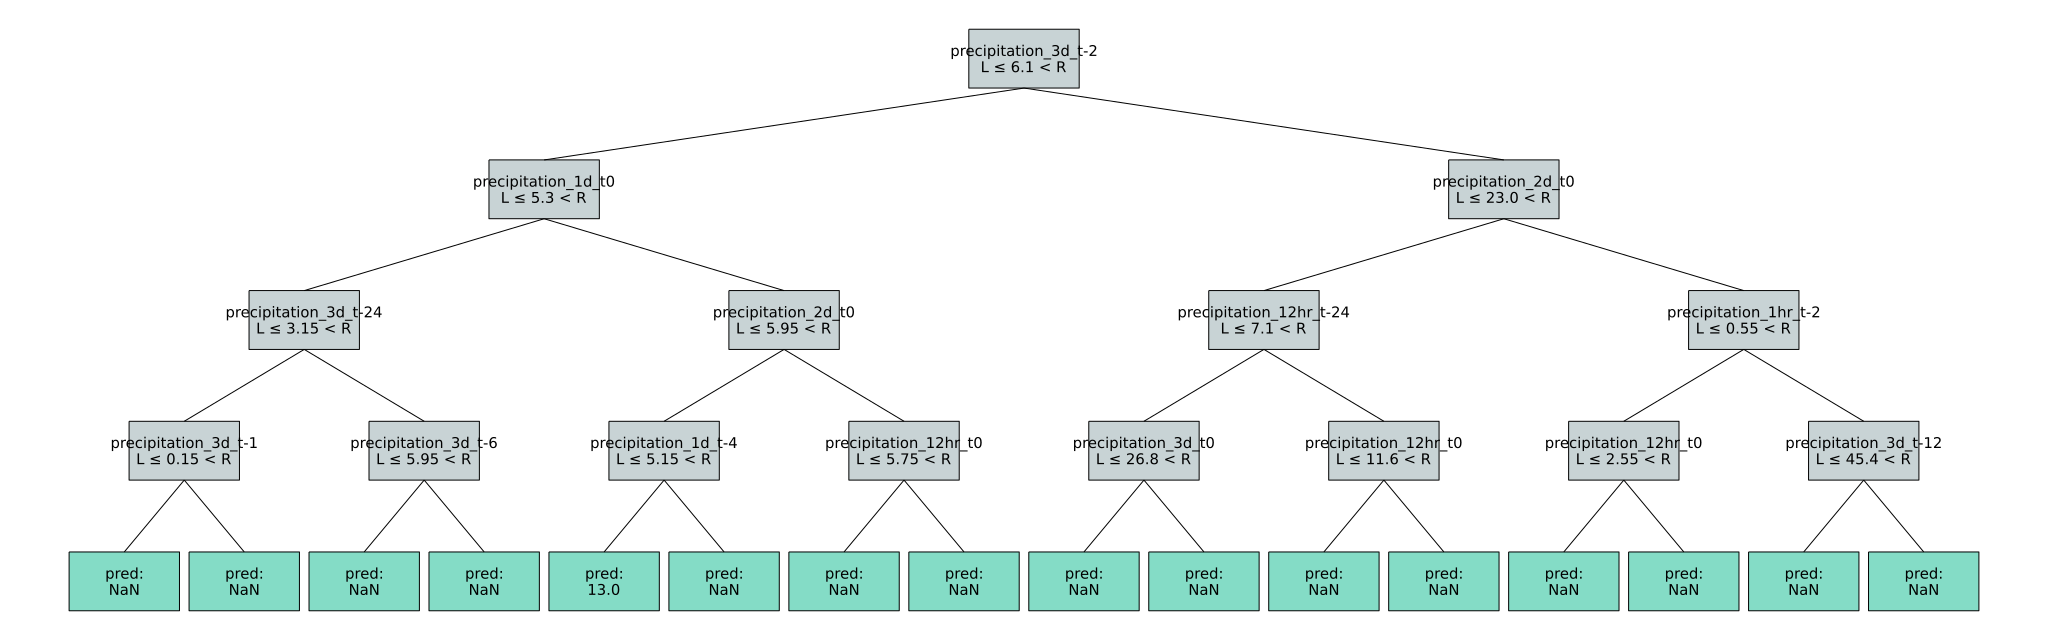 precipitation_3d_t-2
L ≤ 6.1 < R
precipitation_1d_t0
L ≤ 5.3 < R
precipitation_2d_t0
L ≤ 23.0 < R
precipitation_3d_t-24
L ≤ 3.15 < R
precipitation_2d_t0
L ≤ 5.95 < R
precipitation_12hr_t-24
L ≤ 7.1 < R
precipitation_1hr_t-2
L ≤ 0.55 < R
precipitation_3d_t-1
L ≤ 0.15 < R
precipitation_3d_t-6
L ≤ 5.95 < R
precipitation_1d_t-4
L ≤ 5.15 < R
precipitation_12hr_t0
L ≤ 5.75 < R
precipitation_3d_t0
L ≤ 26.8 < R
precipitation_12hr_t0
L ≤ 11.6 < R
precipitation_12hr_t0
L ≤ 2.55 < R
precipitation_3d_t-12
L ≤ 45.4 < R
pred:
NaN
pred:
NaN
pred:
NaN
pred:
NaN
pred:
13.0
pred:
NaN
pred:
NaN
pred:
NaN
pred:
NaN
pred:
NaN
pred:
NaN
pred:
NaN
pred:
NaN
pred:
NaN
pred:
NaN
pred:
NaN